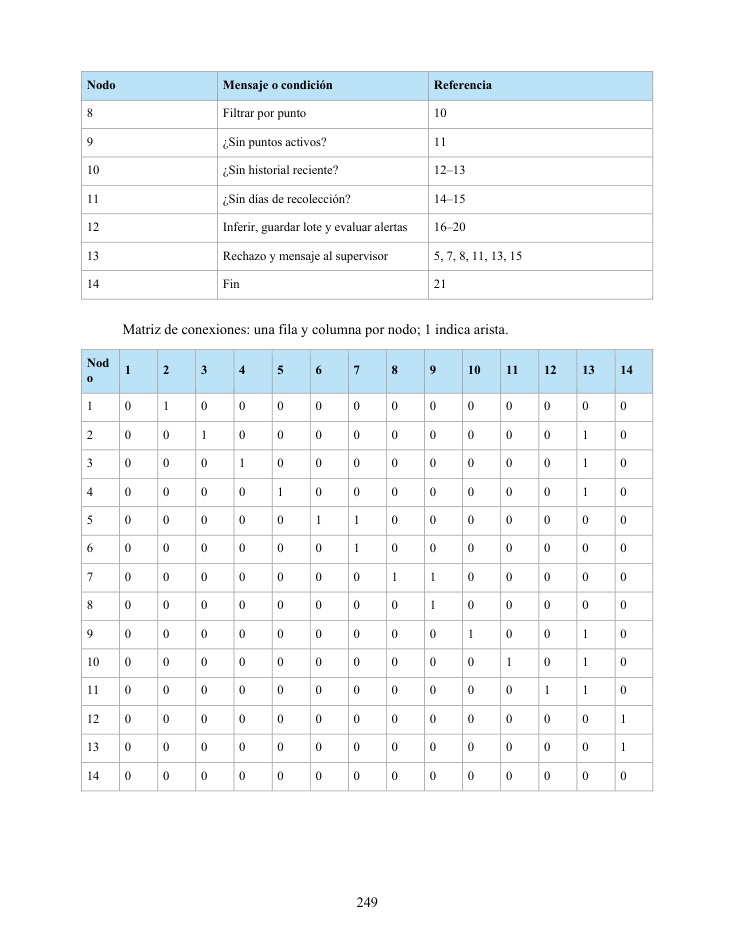 Nodo Mensaje o condición Referencia
8 Filtrar por punto 10
9 ¿Sin puntos activos? 11
10 ¿Sin historial reciente? 12–13
11 ¿Sin días de recolección? 14–15
12 Inferir, guardar lote y evaluar alertas 16–20
13 Rechazo y mensaje al supervisor 5, 7, 8, 11, 13, 15
14 Fin 21
Matriz de conexiones: una fila y columna por nodo; 1 indica arista.
Nod
o 1 2 3 4 5 6 7 8 9 10 11 12 13 14
1 0 1 0 0 0 0 0 0 0 0 0 0 0 0
2 0 0 1 0 0 0 0 0 0 0 0 0 1 0
3 0 0 0 1 0 0 0 0 0 0 0 0 1 0
4 0 0 0 0 1 0 0 0 0 0 0 0 1 0
5 0 0 0 0 0 1 1 0 0 0 0 0 0 0
6 0 0 0 0 0 0 1 0 0 0 0 0 0 0
7 0 0 0 0 0 0 0 1 1 0 0 0 0 0
8 0 0 0 0 0 0 0 0 1 0 0 0 0 0
9 0 0 0 0 0 0 0 0 0 1 0 0 1 0
10 0 0 0 0 0 0 0 0 0 0 1 0 1 0
11 0 0 0 0 0 0 0 0 0 0 0 1 1 0
12 0 0 0 0 0 0 0 0 0 0 0 0 0 1
13 0 0 0 0 0 0 0 0 0 0 0 0 0 1
14 0 0 0 0 0 0 0 0 0 0 0 0 0 0
249